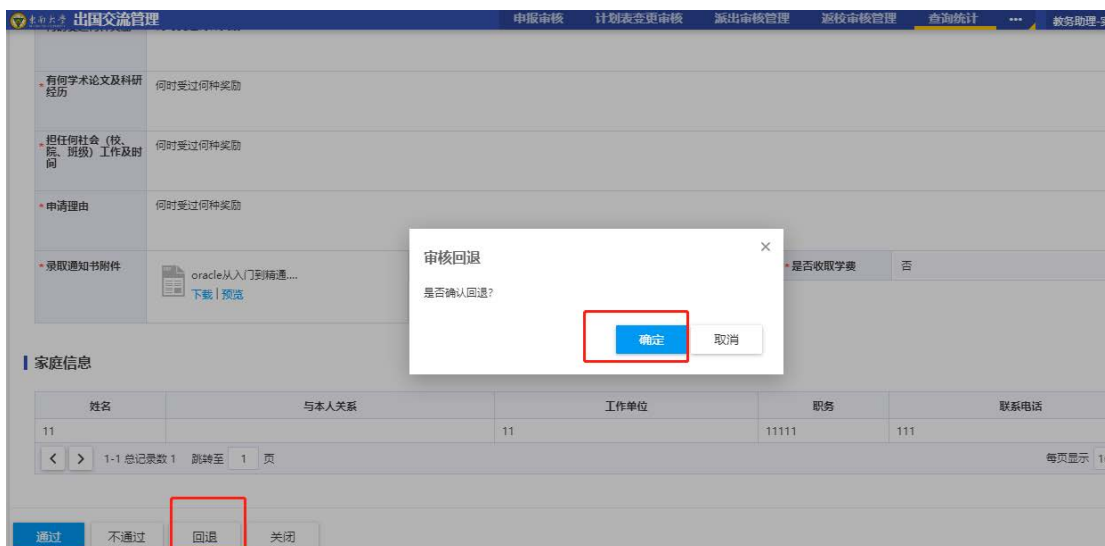 东南大学 出国交流管理 申报审核 计划表变更审核 派出审核管理 返校审核管理 查询统计 ··· 教务助理-
*有何学术论文及科研
经历
何时受过何种奖励
*担任何社会（校、
院、班级）工作及时
间
何时受过何种奖励
*申请理由 何时受过何种奖励
*录取通知书附件
oracle从入门到精通....
下载 | 预览
*是否收取学费 否
审核回退 ×
是否确认回退?
确定 取消
家庭信息
姓名 与本人关系 工作单位 职务 联系电话
11 11 11111 111
< > 1-1 总记录数 1 跳转至 1 页 每页显示
通过 不通过 回退 关闭